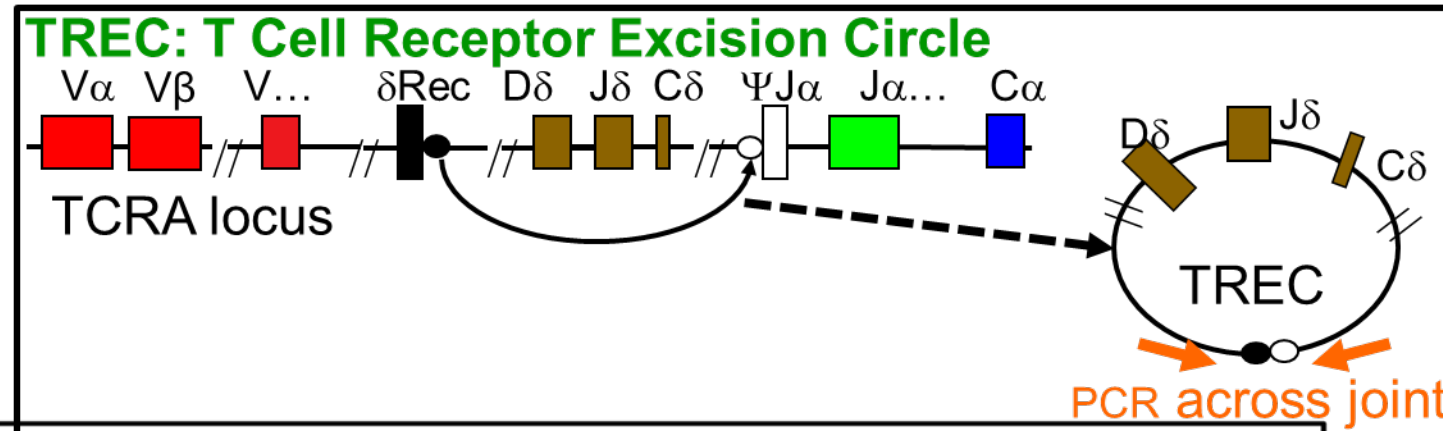 TREC: T Cell Receptor Excision Circle
Vα Vβ V... δRec Dδ Jδ Cδ ΨJα Jα... Cα
Dδ Jδ Cδ
TCRA locus
TREC
PCR across joint